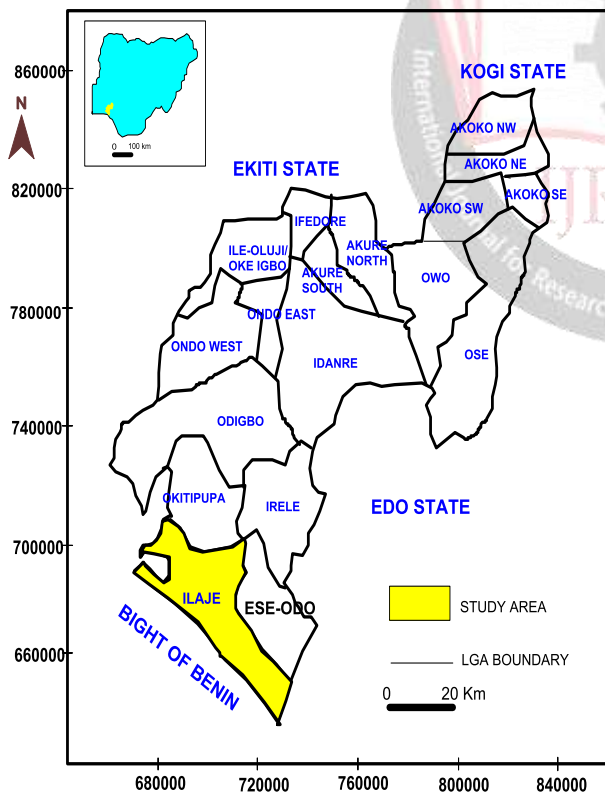 860000
820000
780000
740000
700000
660000
N
0 100 km
KOGI STATE
EKITI STATE
AKOKO NW
AKOKO NE
AKOKO SE
AKOKO SW
IFEDORE
AKURE
NORTH
ILE-OLUJI/
OKE IGBO
AKURE
SOUTH
OWO
ONDO EAST
ONDO WEST
IDANRE
OSE
ODIGBO
OKITIPUPA
IRELE
EDO STATE
ILAJE
ESE-ODO
BIGHT OF BENIN
STUDY AREA
LGA BOUNDARY
0 20 Km
680000 720000 760000 800000 840000
International
for Research